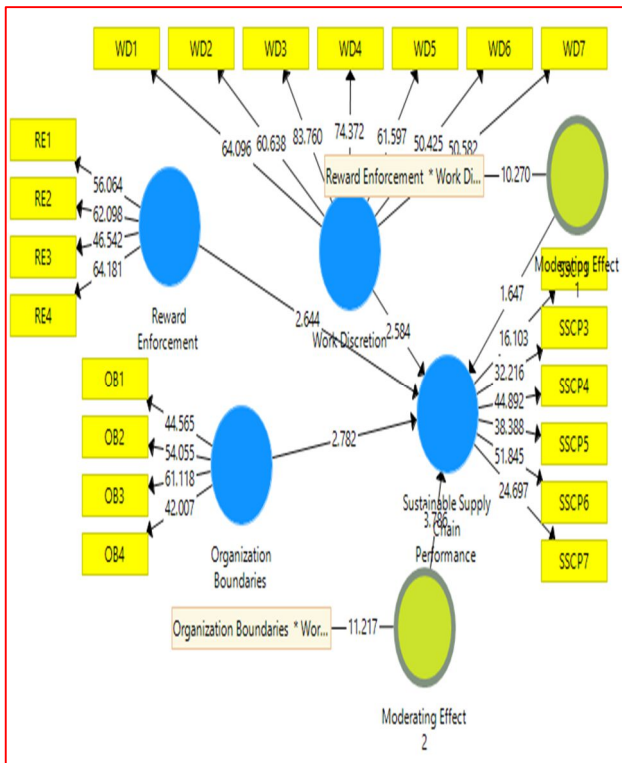 WD1 WD2 WD3 WD4 WD5 WD6 WD7
64.096 60.638 83.760 74.372 61.597 50.425 50.582
RE1
RE2
RE3
RE4
56.064
62.098
46.542
64.181
Reward
Enforcement
Reward Enforcement * Work Di...
10.270
Moderating Effect
1
Work Discretion
2.644
2.584
1.647
OB1
OB2
OB3
OB4
44.565
54.055
61.118
42.007
Organization
Boundaries
2.782
Sustainable Supply
Chain
Performance
SSCP3
SSCP4
SSCP5
SSCP6
SSCP7
16.103
32.216
44.892
38.388
51.845
24.697
Organization Boundaries * Wor...
11.217
Moderating Effect
2